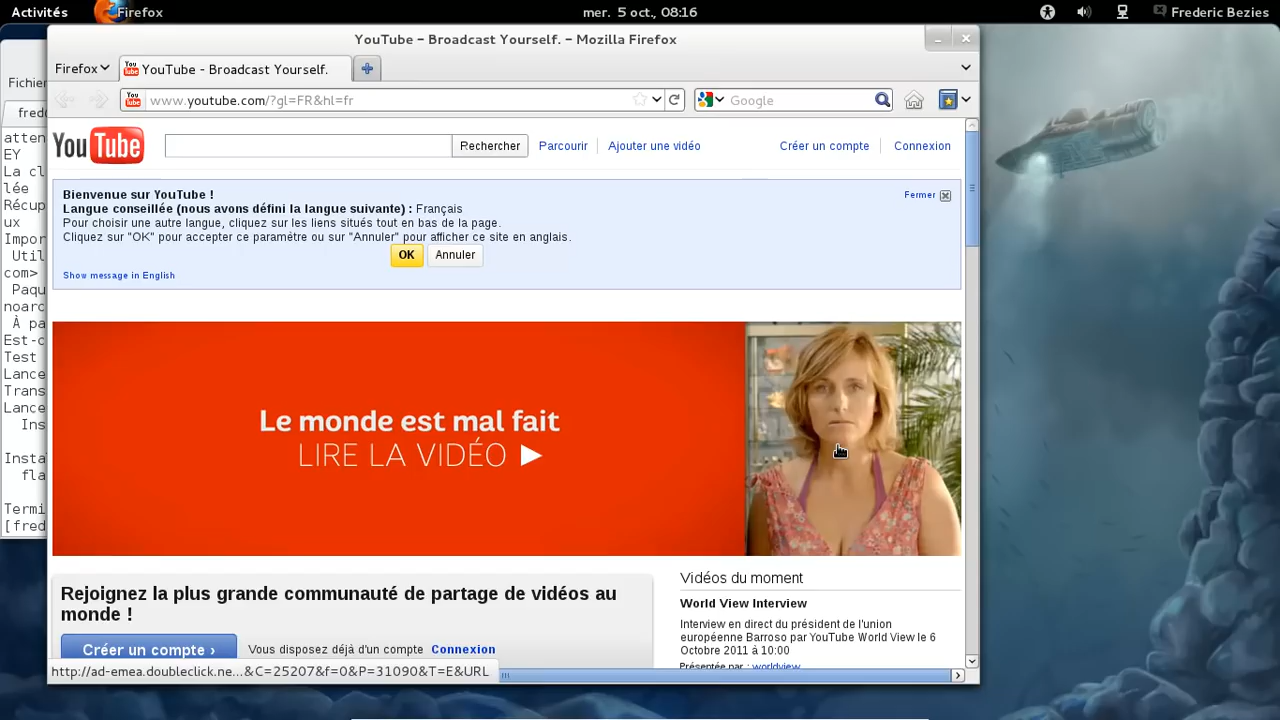 Activités
Firefox
mer. 5 oct., 08:16
Frederic Bezies
YouTube – Broadcast Yourself. – Mozilla Firefox
Firefox
YouTube - Broadcast Yourself.
www.youtube.com/?gl=FR&hl=fr
Google
Fichier
fredo
atten
EY
La cl
lée
Récup
ux
Impor
Util
com>
Paqu
noarc
À pa
Est-c
Test
Lance
Trans
Lance
Ins
Insta
fla
Termi
[fred
YouTube
Rechercher
Parcourir
Ajouter une vidéo
Créer un compte
Connexion
Bienvenue sur YouTube !
Fermer
Langue conseillée (nous avons défini la langue suivante) : Français
Pour choisir une autre langue, cliquez sur les liens situés tout en bas de la page.
Cliquez sur "OK" pour accepter ce paramètre ou sur "Annuler" pour afficher ce site en anglais.
OK
Annuler
Show message in English
Le monde est mal fait
LIRE LA VIDÉO
Rejoignez la plus grande communauté de partage de vidéos au
monde !
Créer un compte ›
Vous disposez déjà d'un compte Connexion
Vidéos du moment
World View Interview
Interview en direct du président de l'union
européenne Barroso par YouTube World View le 6
Octobre 2011 à 10:00
Présentée par : worldview
http://ad-emea.doubleclick.ne...&C=25207&f=0&P=31090&T=E&URL